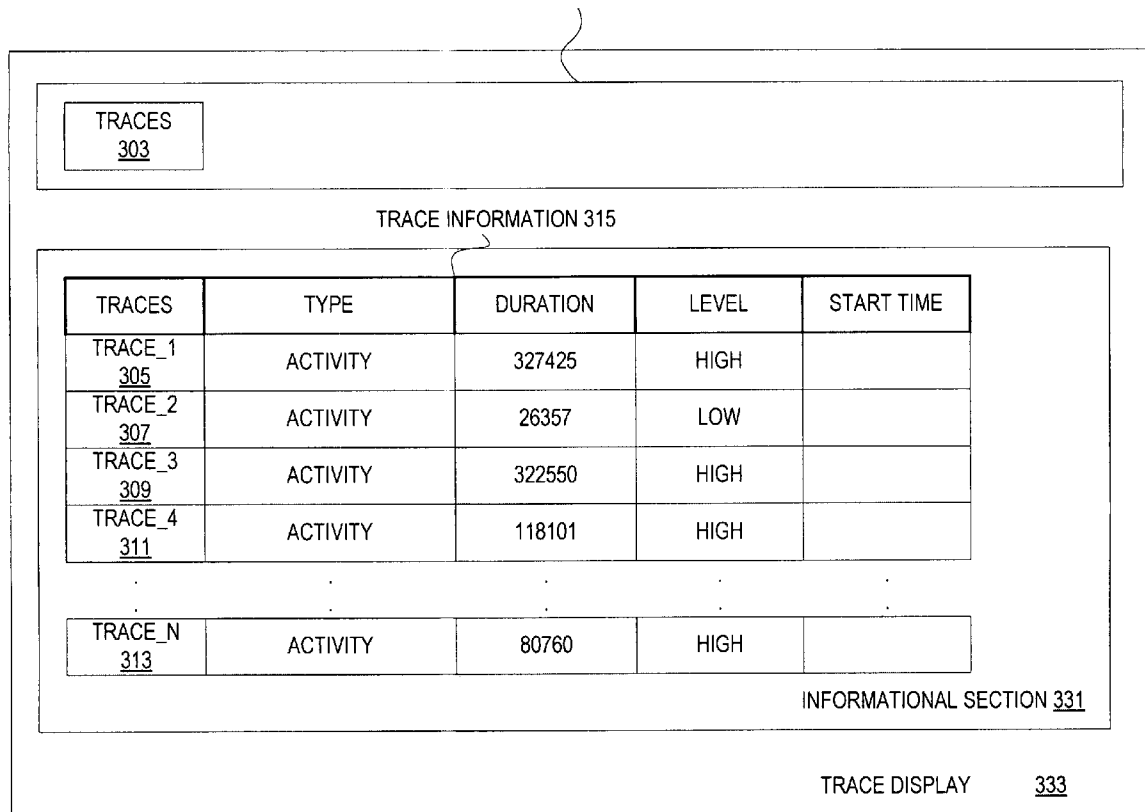 TRACES
303
TRACE INFORMATION 315
TRACES TYPE DURATION LEVEL START TIME
TRACE_1
305 ACTIVITY 327425 HIGH
TRACE_2
307 ACTIVITY 26357 LOW
TRACE_3
309 ACTIVITY 322550 HIGH
TRACE_4
311 ACTIVITY 118101 HIGH
TRACE_N
313 ACTIVITY 80760 HIGH
INFORMATIONAL SECTION 331
TRACE DISPLAY 333